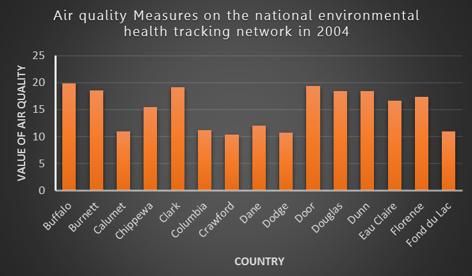 Air quality Measures on the national environmental
health tracking network in 2004
VALUE OF AIR QUALITY
25
20
15
10
5
0
Buffalo
Burnett
Calumet
Chippewa
Clark
Columbia
Crawford
Dane
Dodge
Door
Douglas
Dunn
Eau Claire
Florence
Fond du Lac
COUNTRY